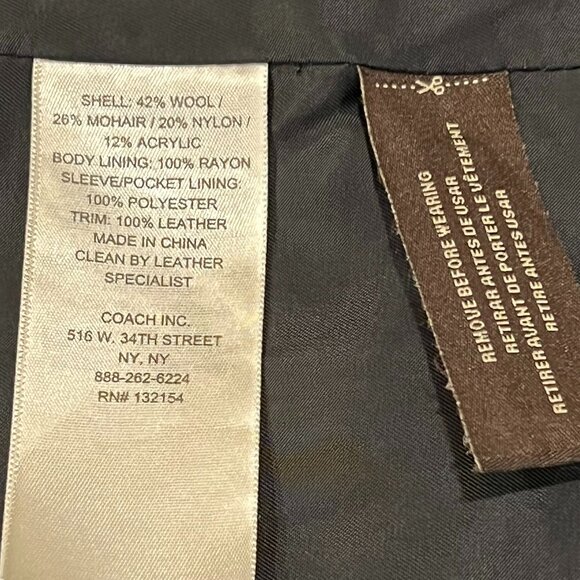 SHELL: 42% WOOL /
26% MOHAIR / 20% NYLON /
12% ACRYLIC
BODY LINING: 100% RAYON
SLEEVE/POCKET LINING:
100% POLYESTER
TRIM: 100% LEATHER
MADE IN CHINA
CLEAN BY LEATHER
SPECIALIST
COACH INC.
516 W. 34TH STREET
NY, NY
888-262-6224
RN# 132154
REMOVE BEFORE WEARING
RETIRAR ANTES DE USAR
RETIRER AVANT DE PORTER LE VÊTEMENT
RETIRAR ANTES DE USAR